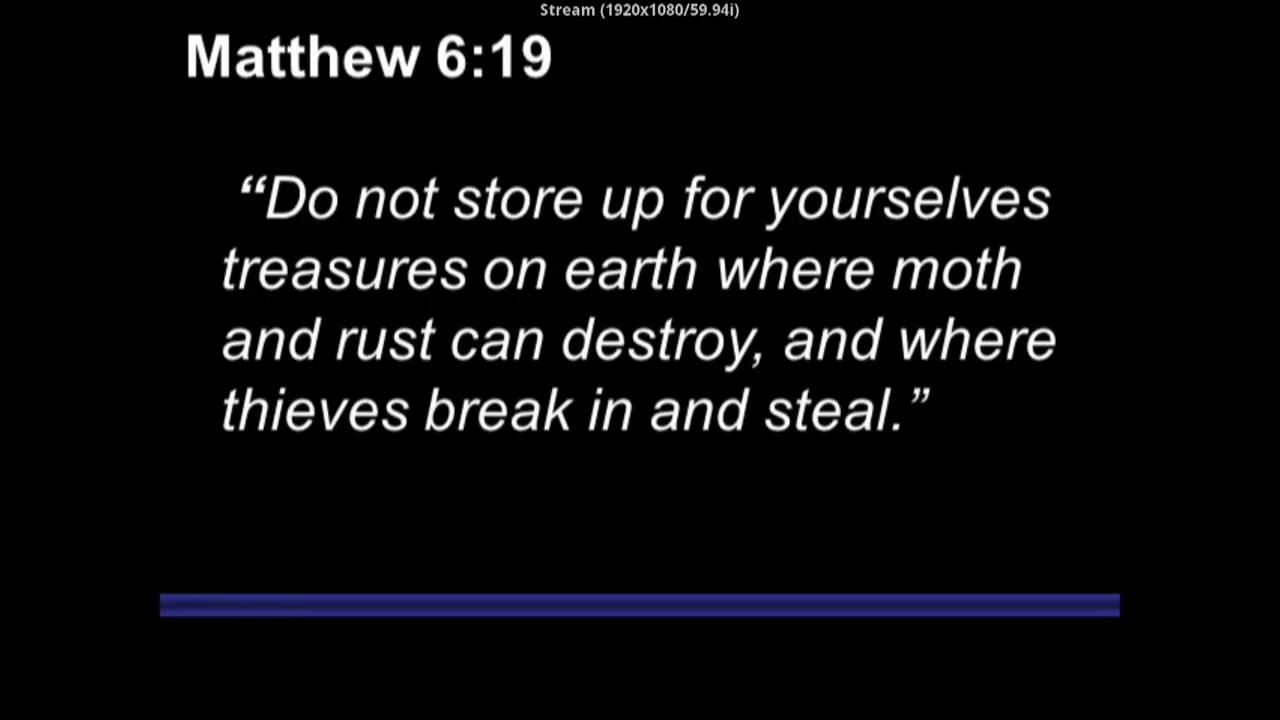 Stream (1920x1080/59.94i)
Matthew 6:19
“Do not store up for yourselves
treasures on earth where moth
and rust can destroy, and where
thieves break in and steal.”